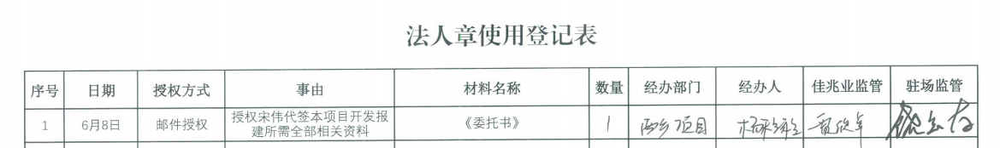 法人章使用登记表
序号 日期 授权方式 事由 材料名称 数量 经办部门 经办人 佳兆业监管 驻场监管
1 6月8日 邮件授权 授权宋伟代签本项目开发报建所需全部相关资料 《委托书》 1 西乡项目